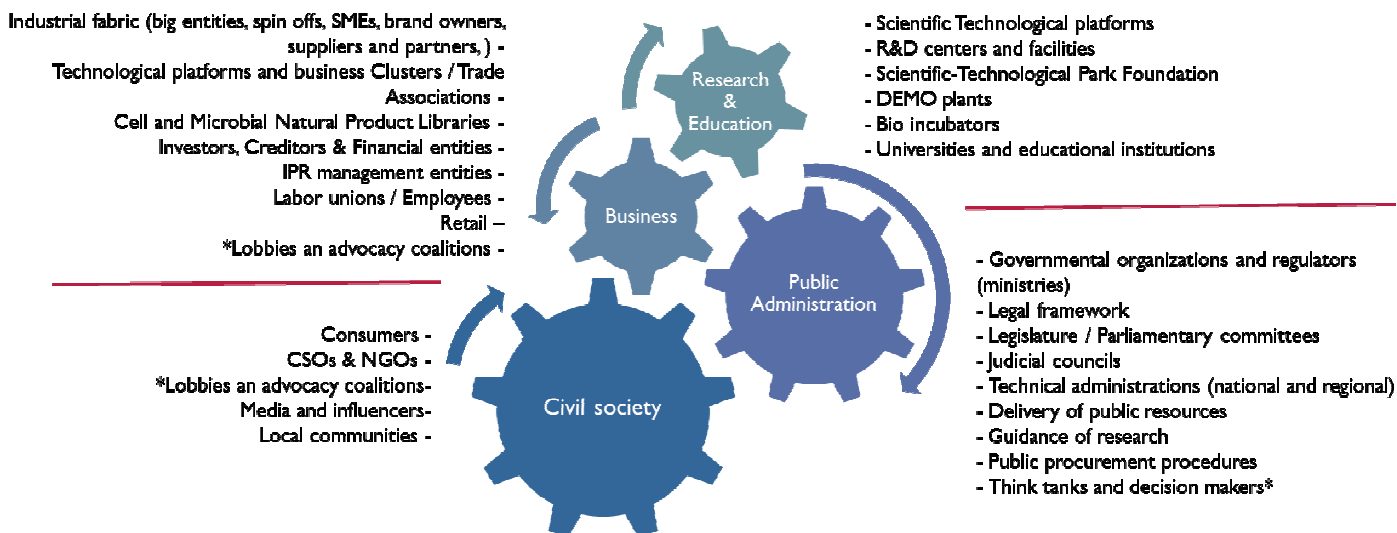 Industrial fabric (big entities, spin offs, SMEs, brand owners,
suppliers and partners, ) -
Technological platforms and business Clusters / Trade
Associations -
Cell and Microbial Natural Product Libraries -
Investors, Creditors & Financial entities -
IPR management entities -
Labor unions / Employees -
Retail –
*Lobbies an advocacy coalitions -
Research
&
Education
- Scientific Technological platforms
- R&D centers and facilities
- Scientific-Technological Park Foundation
- DEMO plants
- Bio incubators
- Universities and educational institutions
Business
Public
Administration
Consumers -
CSOs & NGOs -
*Lobbies an advocacy coalitions-
Media and influencers-
Local communities -
Civil society
- Governmental organizations and regulators
(ministries)
- Legal framework
- Legislature / Parliamentary committees
- Judicial councils
- Technical administrations (national and regional)
- Delivery of public resources
- Guidance of research
- Public procurement procedures
- Think tanks and decision makers*